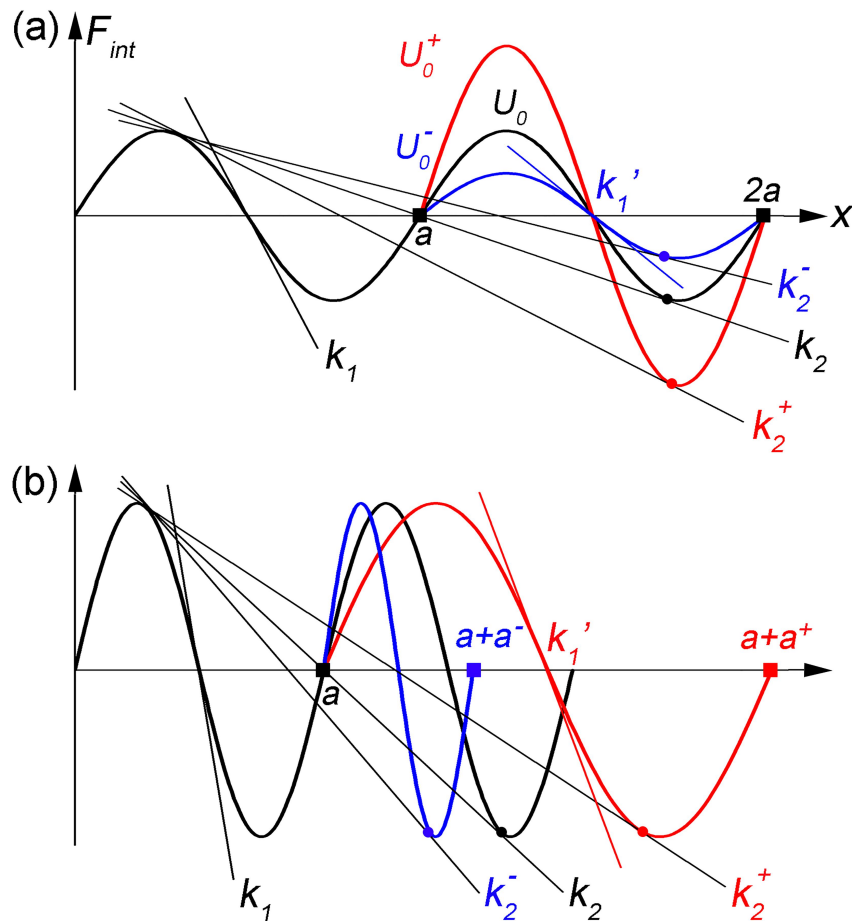 (a)
F_int
U_0^+
U_0
U_0^-
k_1'
2a
a
x
k_2^-
k_1
k_2
k_2^+
(b)
a+a^-
k_1'
a+a^+
a
k_1
k_2^-
k_2
k_2^+